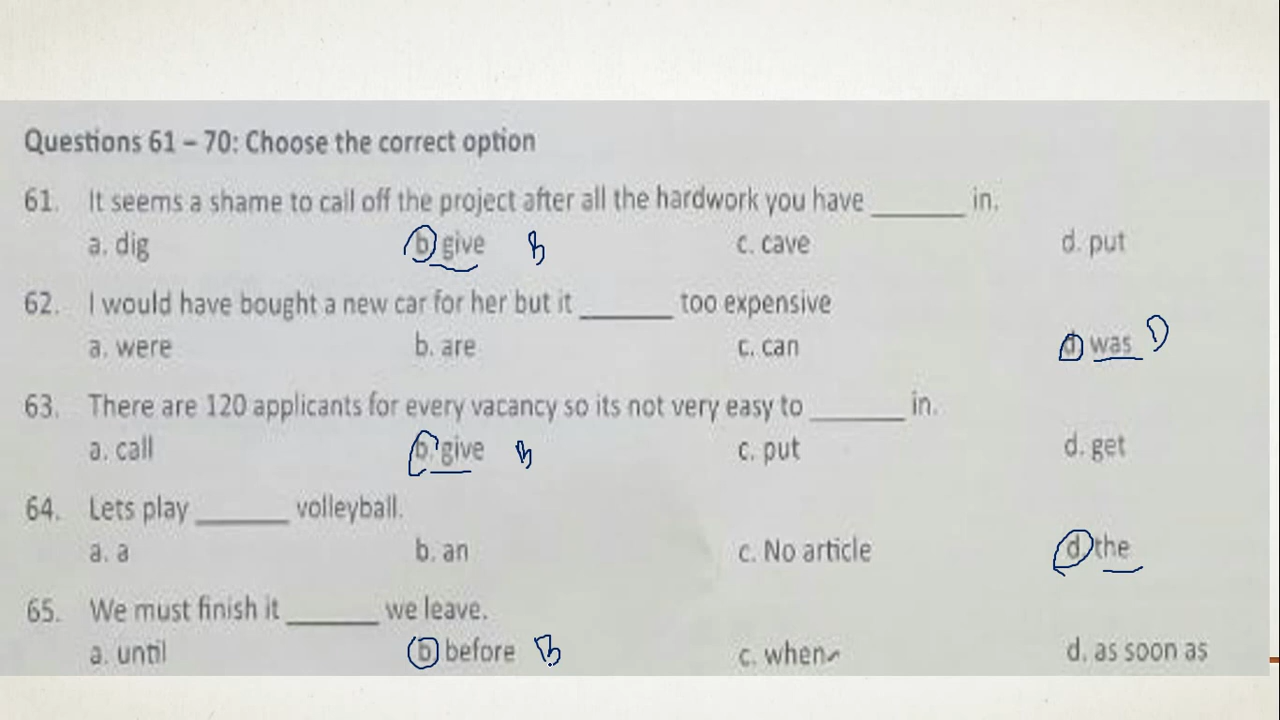 Questions 61 – 70: Choose the correct option
61. It seems a shame to call off the project after all the hardwork you have ________ in.
a. dig b. give B c. cave d. put
62. I would have bought a new car for her but it ________ too expensive
a. were b. are c. can d. was D
63. There are 120 applicants for every vacancy so its not very easy to ________ in.
a. call b. give B c. put d. get
64. Lets play ________ volleyball.
a. a b. an c. No article d. the
65. We must finish it ________ we leave.
a. until b. before B c. when d. as soon as